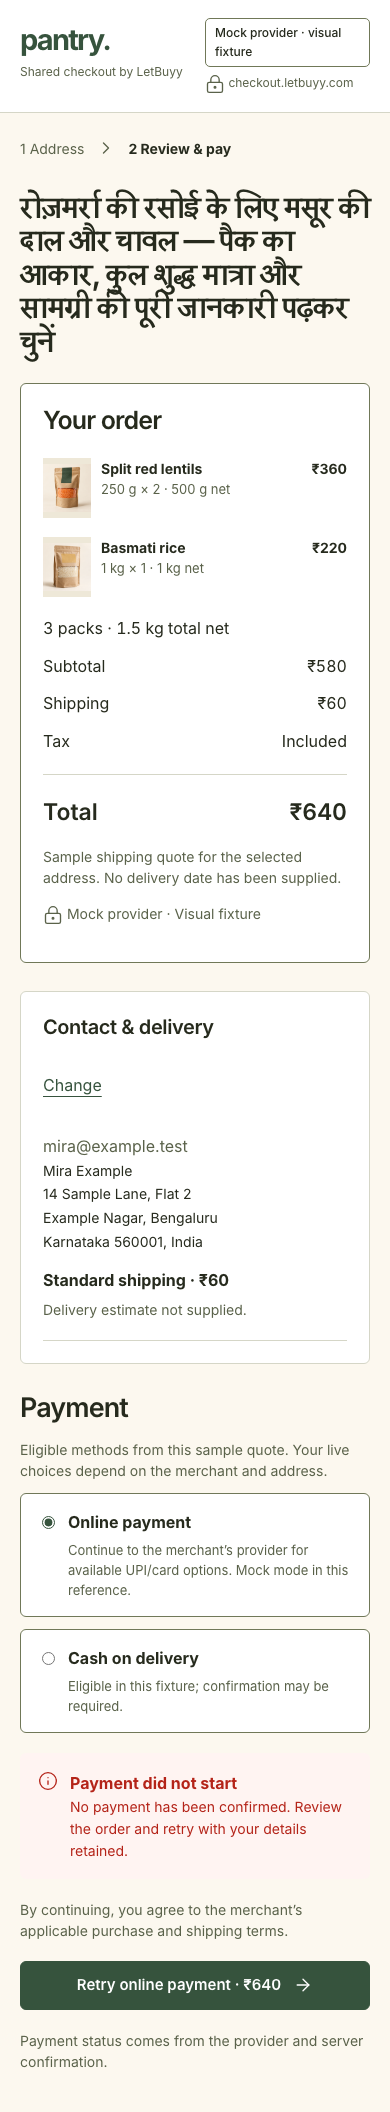 pantry.
Shared checkout by LetBuyy
Mock provider · visual
fixture
checkout.letbuyy.com
1 Address
2 Review & pay
रोज़मर्रा की रसोई के लिए मसूर की
दाल और चावल — पैक का
आकार, कुल शुद्ध मात्रा और
सामग्री की पूरी जानकारी पढ़कर
चुनें
Your order
Split red lentils ₹360
250 g × 2 · 500 g net
Basmati rice ₹220
1 kg × 1 · 1 kg net
3 packs · 1.5 kg total net
Subtotal ₹580
Shipping ₹60
Tax Included
Total ₹640
Sample shipping quote for the selected
address. No delivery date has been supplied.
Mock provider · Visual fixture
Contact & delivery
Change
mira@example.test
Mira Example
14 Sample Lane, Flat 2
Example Nagar, Bengaluru
Karnataka 560001, India
Standard shipping · ₹60
Delivery estimate not supplied.
Payment
Eligible methods from this sample quote. Your live
choices depend on the merchant and address.
Online payment
Continue to the merchant’s provider for
available UPI/card options. Mock mode in this
reference.
Cash on delivery
Eligible in this fixture; confirmation may be
required.
Payment did not start
No payment has been confirmed. Review
the order and retry with your details
retained.
By continuing, you agree to the merchant’s
applicable purchase and shipping terms.
Retry online payment · ₹640
Payment status comes from the provider and server
confirmation.